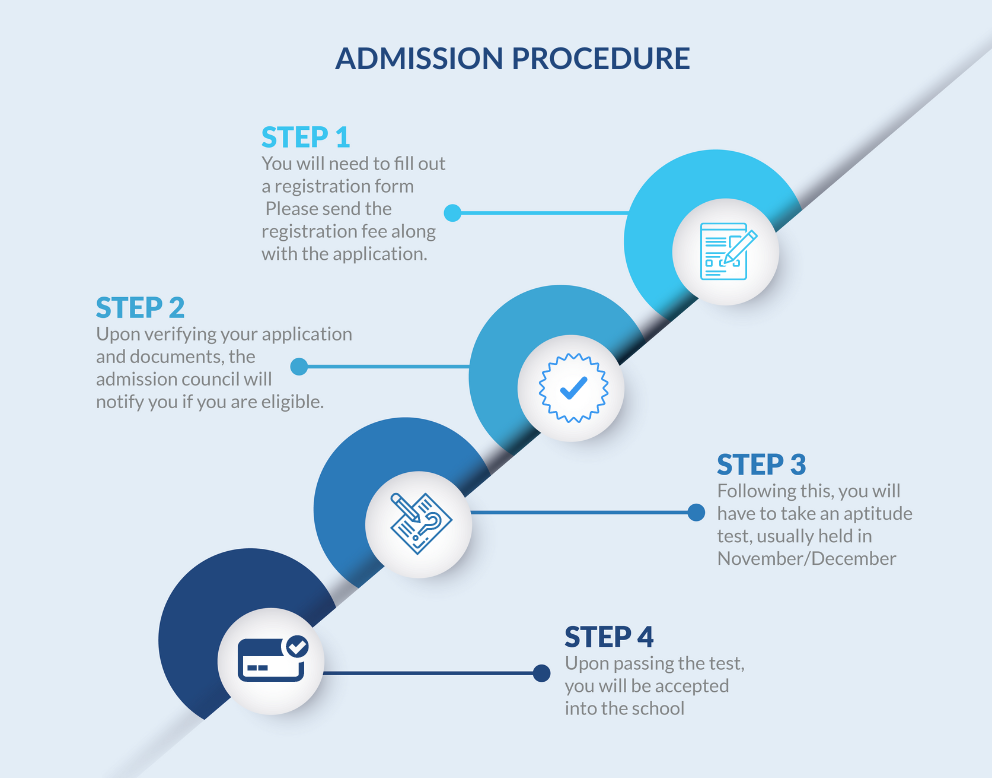 ADMISSION PROCEDURE
STEP 1
You will need to fill out
a registration form
Please send the
registration fee along
with the application.
STEP 2
Upon verifying your application
and documents, the
admission council will
notify you if you are eligible.
STEP 3
Following this, you will
have to take an aptitude
test, usually held in
November/December
STEP 4
Upon passing the test,
you will be accepted
into the school